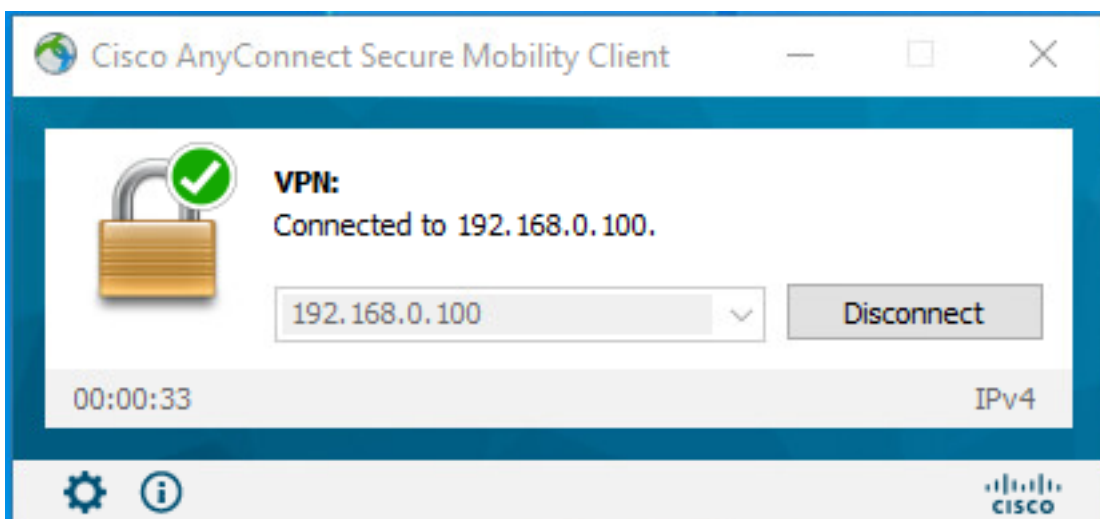 Cisco AnyConnect Secure Mobility Client
VPN:
Connected to 192.168.0.100.
192.168.0.100
Disconnect
00:00:33
IPv4
CISCO